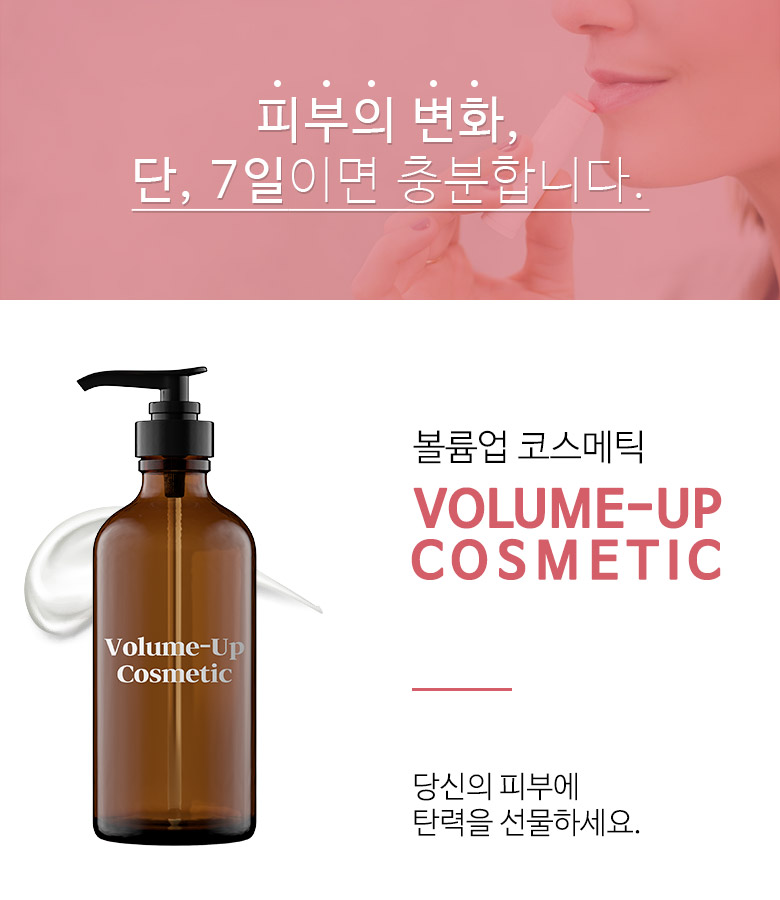 피부의 변화,
단, 7일이면 충분합니다.
볼륨업 코스메틱
VOLUME-UP
COSMETIC
Volume-Up
Cosmetic
당신의 피부에
탄력을 선물하세요.